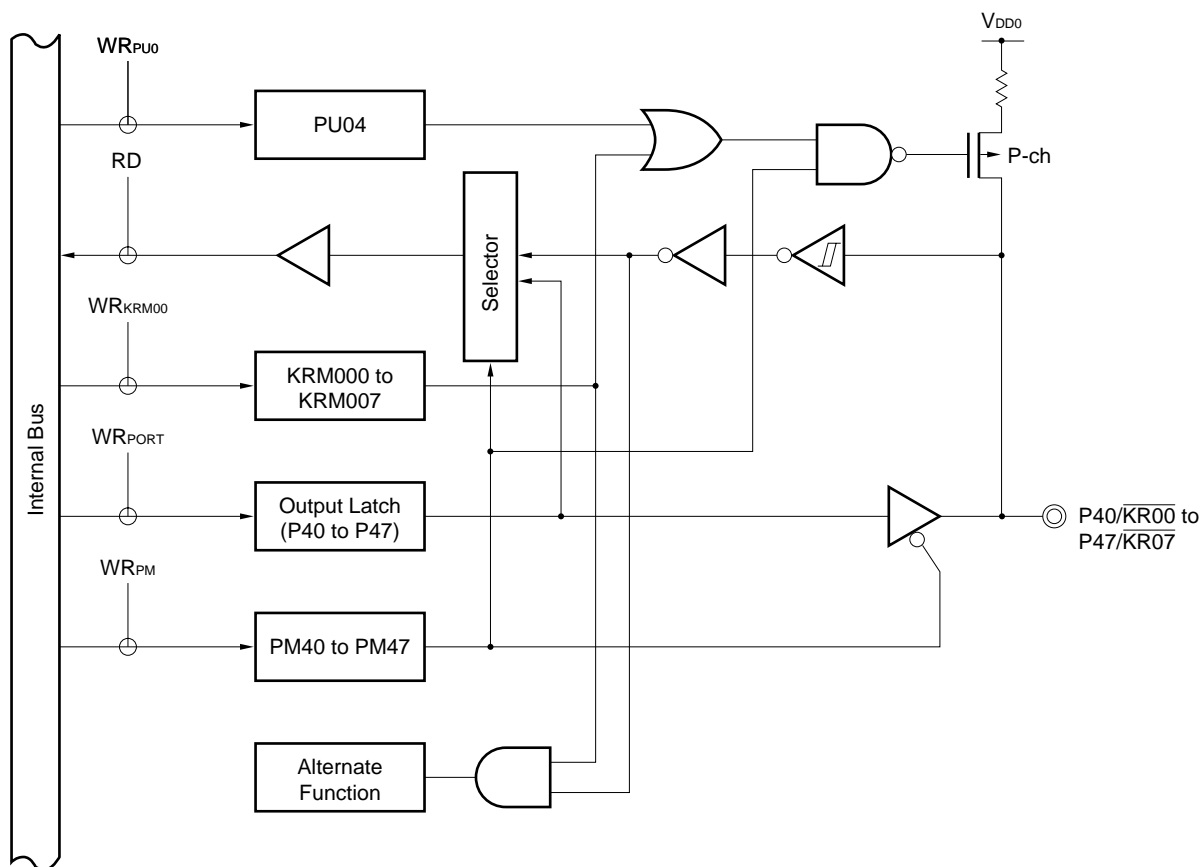 VDD0
WRPU0
PU04
P-ch
RD
Selector
WRKRM00
KRM000 to
KRM007
Internal Bus
WRPORT
Output Latch
(P40 to P47)
P40/KR00 to
P47/KR07
WRPM
PM40 to PM47
Alternate
Function